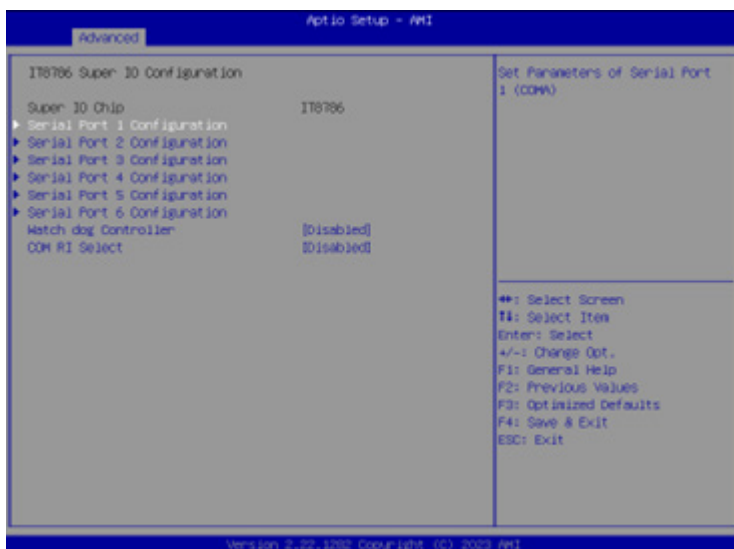 Aptio Setup - AMI
Advanced
IT8786 Super IO Configuration
Super IO Chip IT8786
Serial Port 1 Configuration
Serial Port 2 Configuration
Serial Port 3 Configuration
Serial Port 4 Configuration
Serial Port 5 Configuration
Serial Port 6 Configuration
Watch dog Controller [Disabled]
COM RI Select [Disabled]
Set Parameters of Serial Port
1 (COMA)
→←: Select Screen
↑↓: Select Item
Enter: Select
+/-: Change Opt.
F1: General Help
F2: Previous Values
F3: Optimized Defaults
F4: Save & Exit
ESC: Exit
Version 2.22.1282 Copyright (C) 2023 AMI